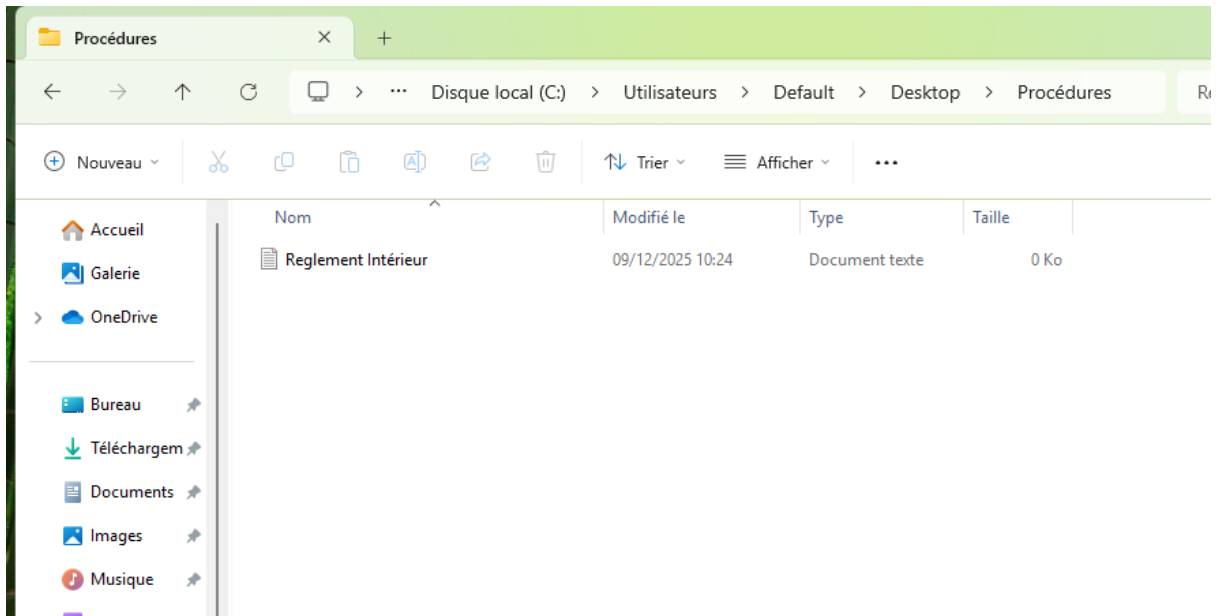 Procédures
··· Disque local (C:) > Utilisateurs > Default > Desktop > Procédures
Nouveau
Trier
Afficher
···
Nom Modifié le Type Taille
Reglement Intérieur 09/12/2025 10:24 Document texte 0 Ko
Accueil
Galerie
OneDrive
Bureau
Téléchargem
Documents
Images
Musique